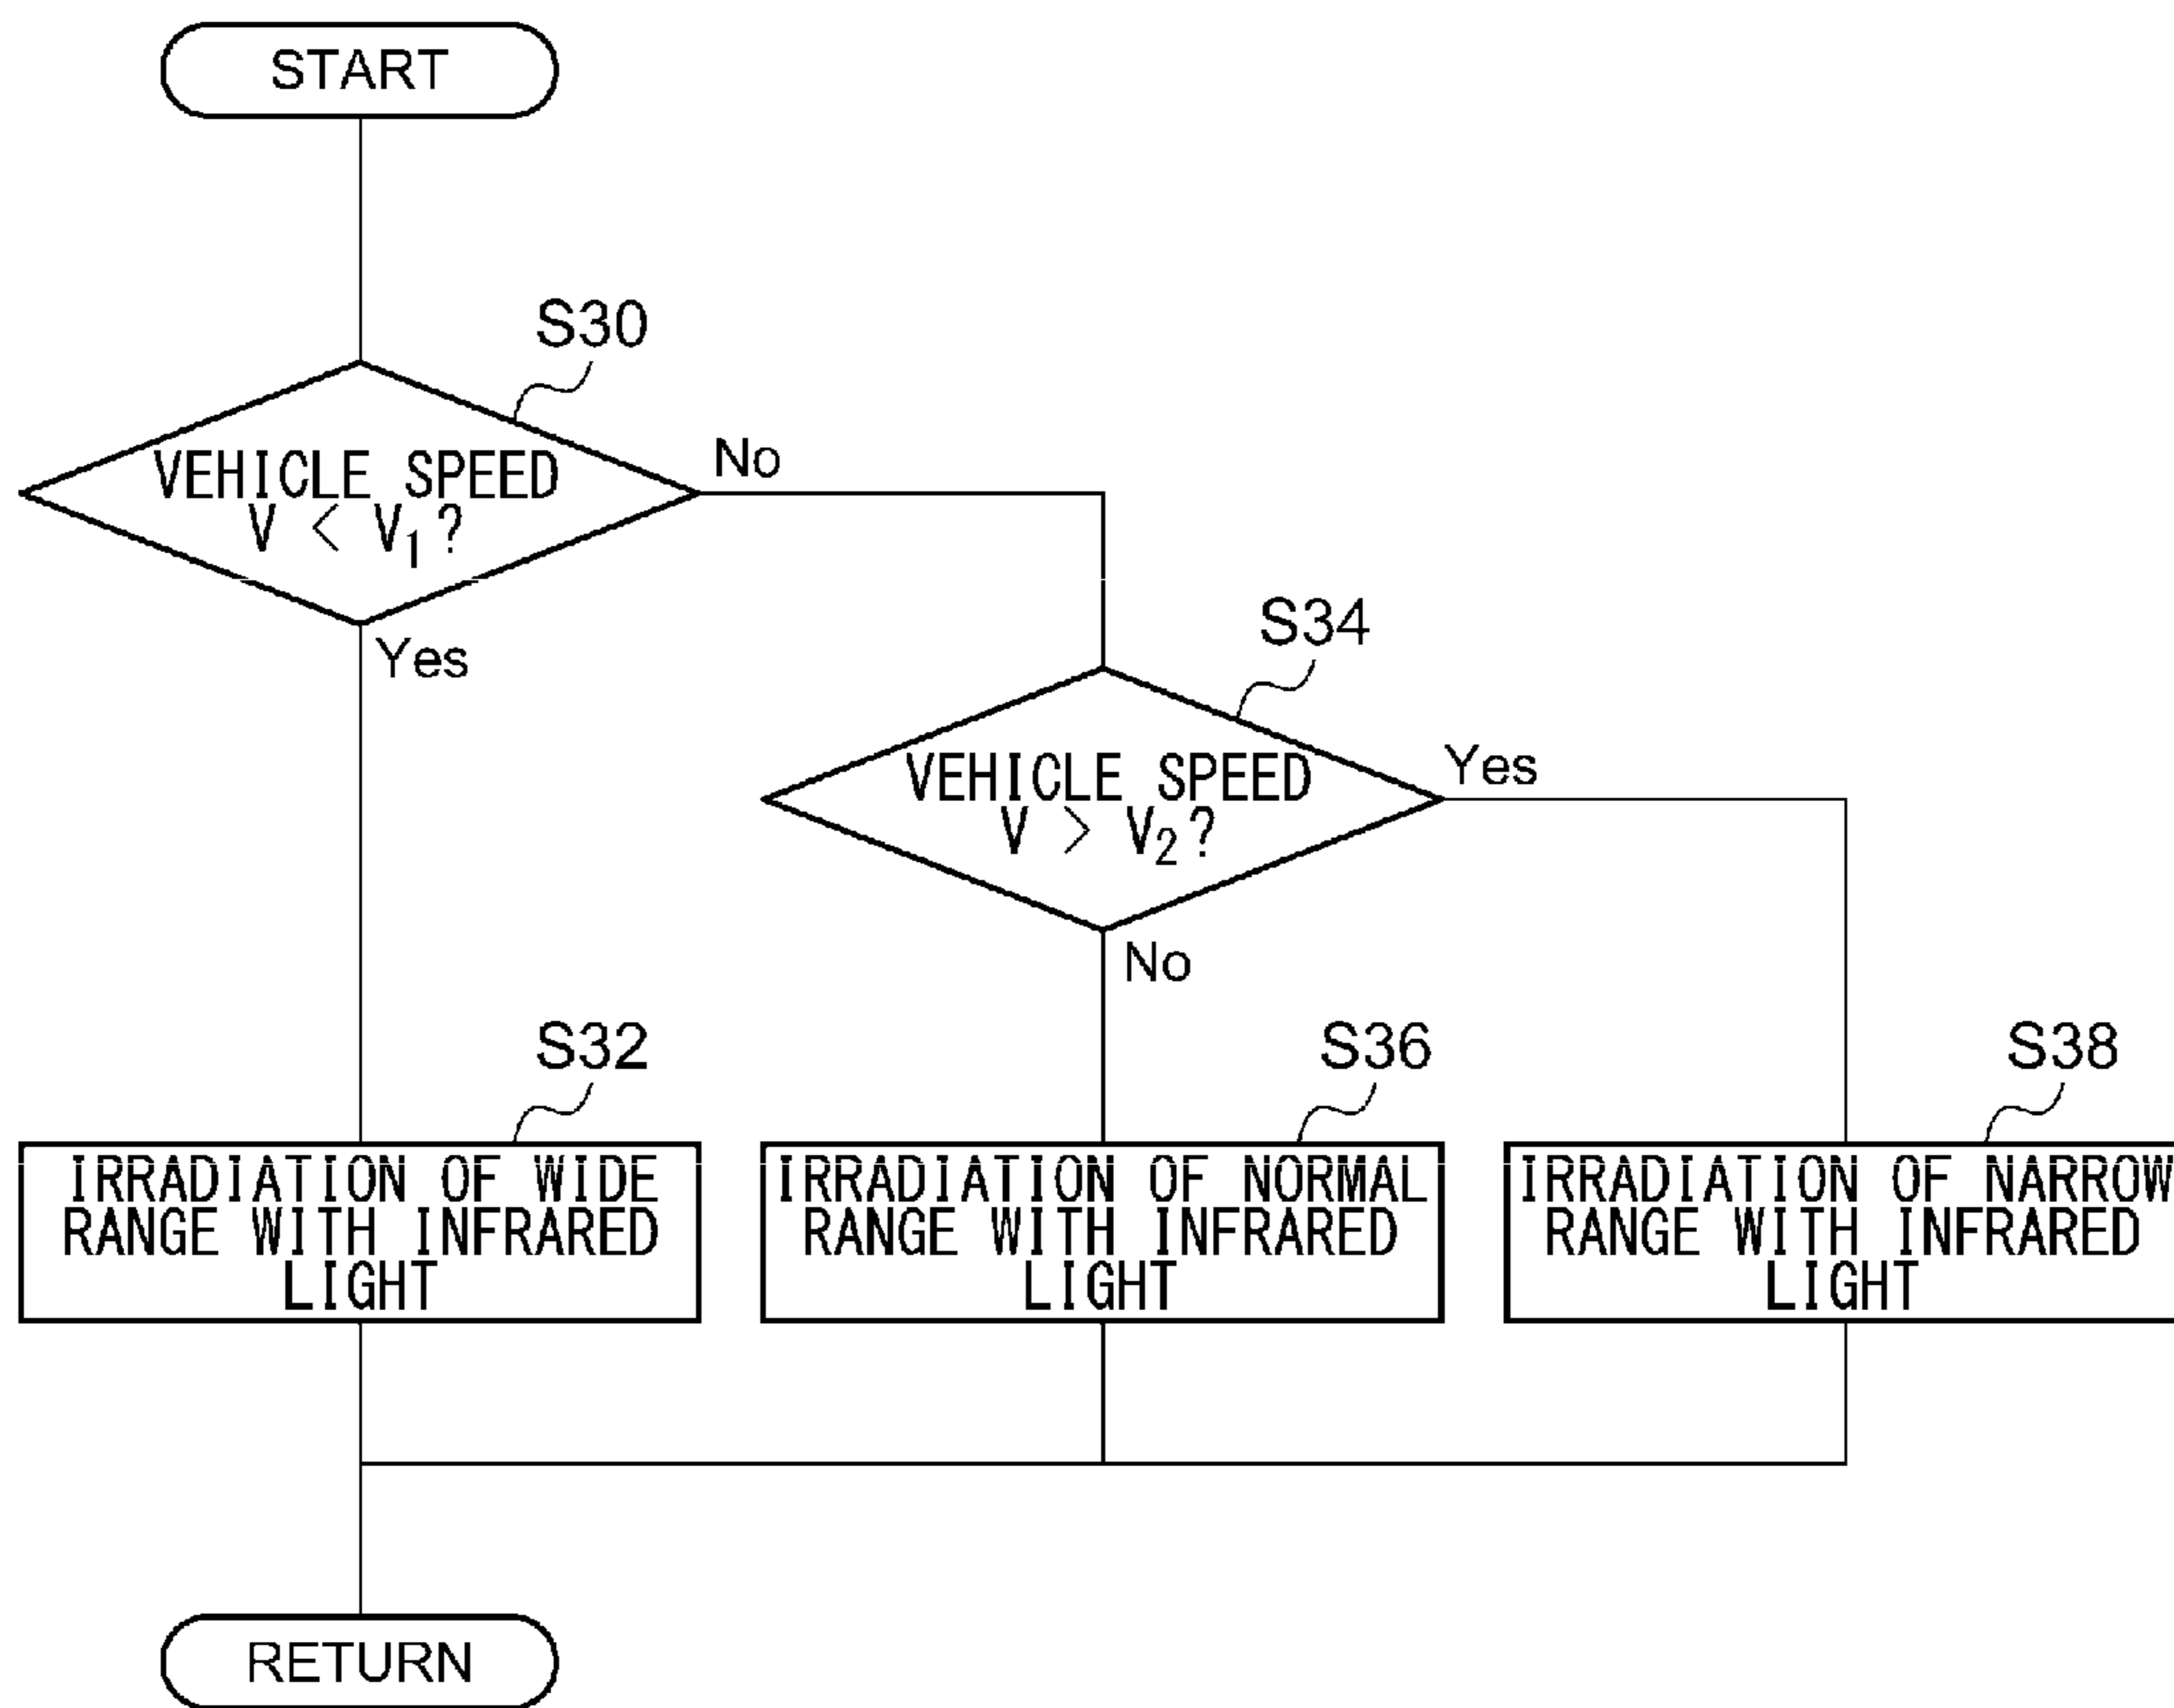 START
S30
VEHICLE SPEED
V < V₁?
No
Yes
S34
VEHICLE SPEED
V > V₂?
Yes
No
S32
IRRADIATION OF WIDE
RANGE WITH INFRARED
LIGHT
S36
IRRADIATION OF NORMAL
RANGE WITH INFRARED
LIGHT
S38
IRRADIATION OF NARROW
RANGE WITH INFRARED
LIGHT
RETURN